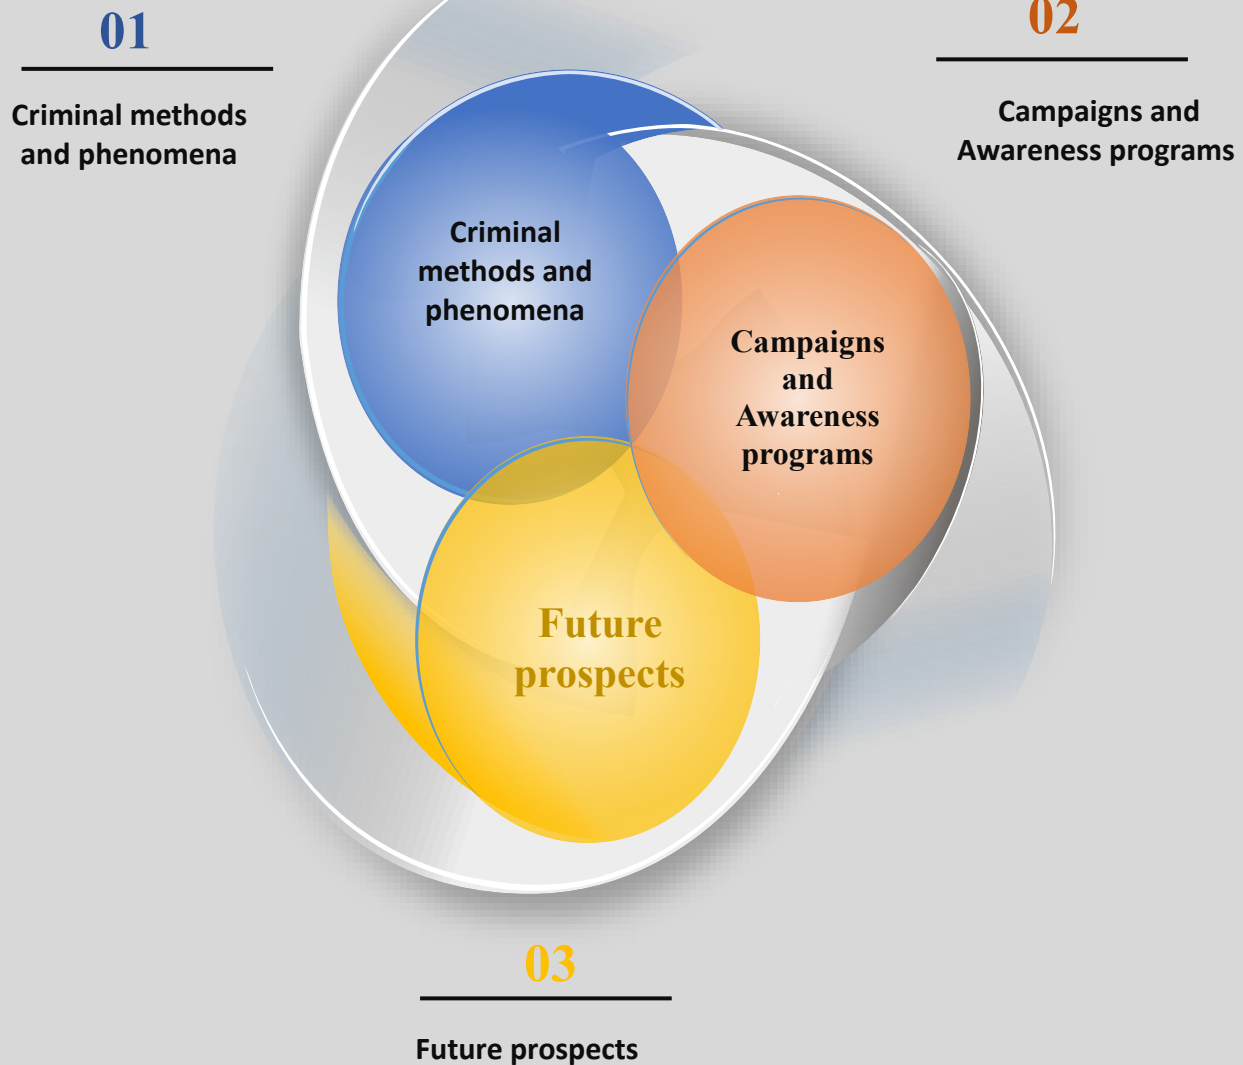 01
Criminal methods
and phenomena
02
Campaigns and
Awareness programs
Criminal
methods and
phenomena
Campaigns
and
Awareness
programs
Future
prospects
03
Future prospects